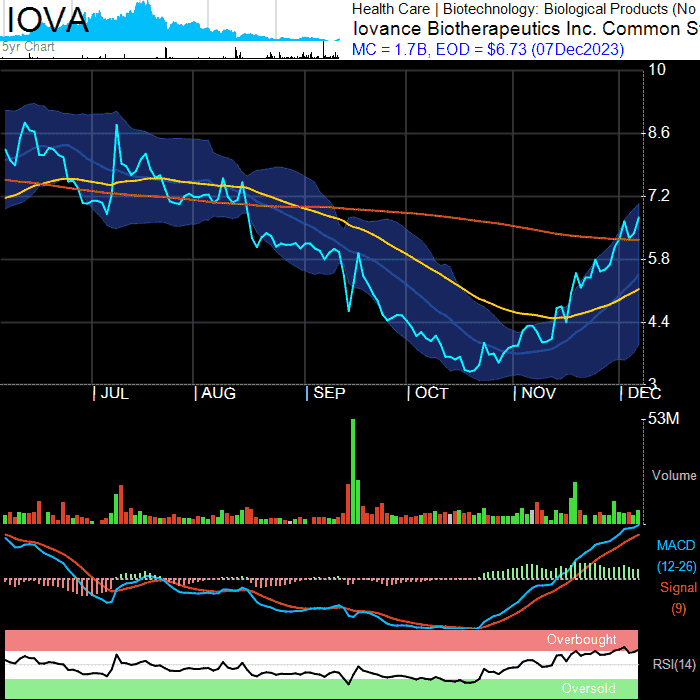 IOVA
5yr Chart
Health Care | Biotechnology: Biological Products (No
Iovance Biotherapeutics Inc. Common St
MC = 1.7B, EOD = $6.73 (07Dec2023)
10
8.6
7.2
5.8
4.4
3
JUL
AUG
SEP
OCT
NOV
DEC
53M
Volume
MACD
(12-26)
Signal
(9)
Overbought
RSI(14)
Oversold